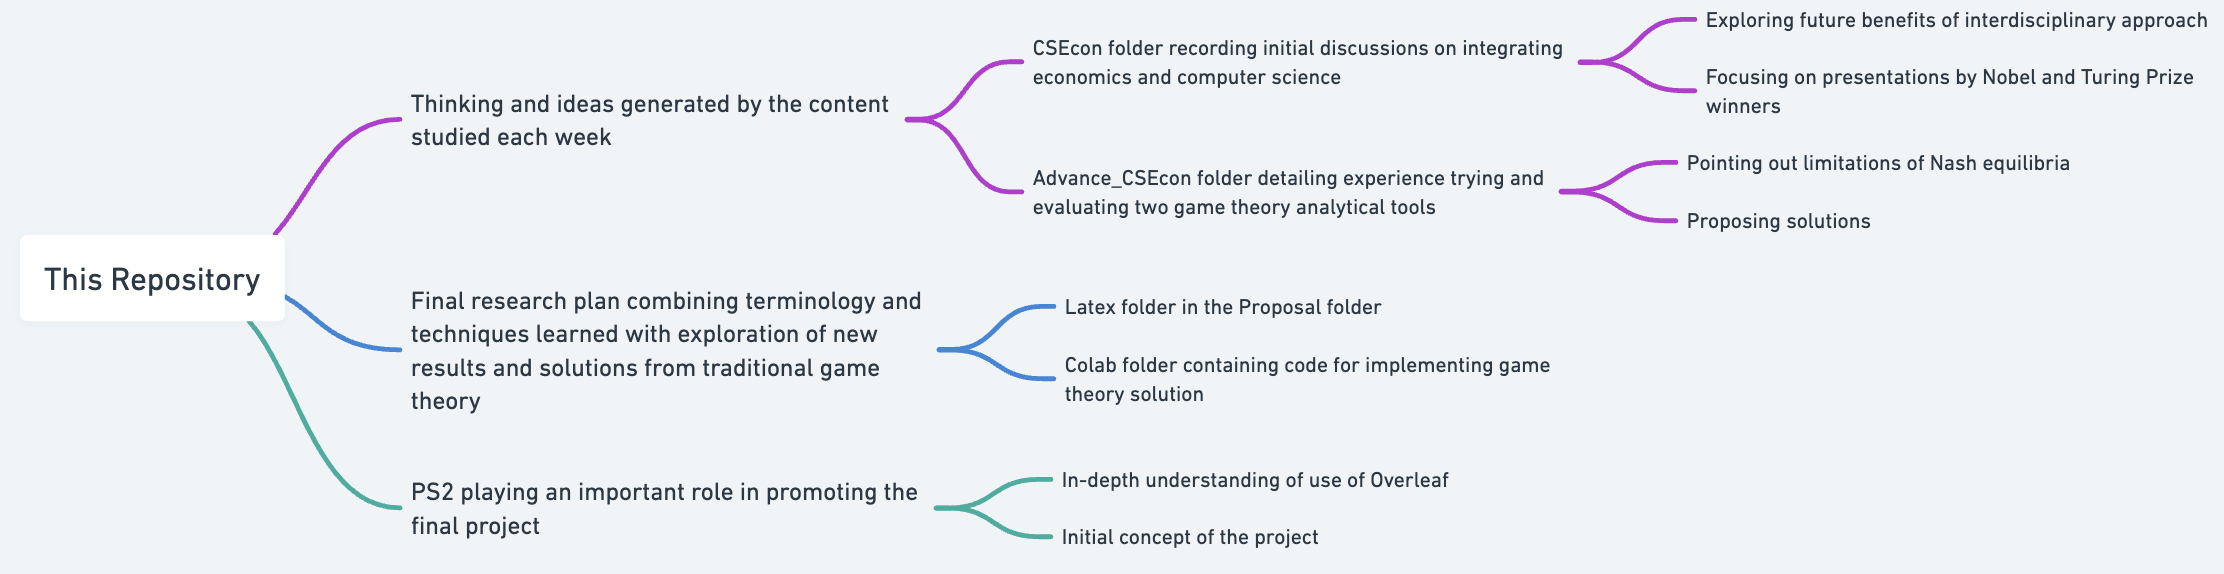 This Repository
Thinking and ideas generated by the content
studied each week
CSEcon folder recording initial discussions on integrating
economics and computer science
Exploring future benefits of interdisciplinary approach
Focusing on presentations by Nobel and Turing Prize
winners
Advance_CSEcon folder detailing experience trying and
evaluating two game theory analytical tools
Pointing out limitations of Nash equilibria
Proposing solutions
Final research plan combining terminology and
techniques learned with exploration of new
results and solutions from traditional game
theory
Latex folder in the Proposal folder
Colab folder containing code for implementing game
theory solution
PS2 playing an important role in promoting the
final project
In-depth understanding of use of Overleaf
Initial concept of the project